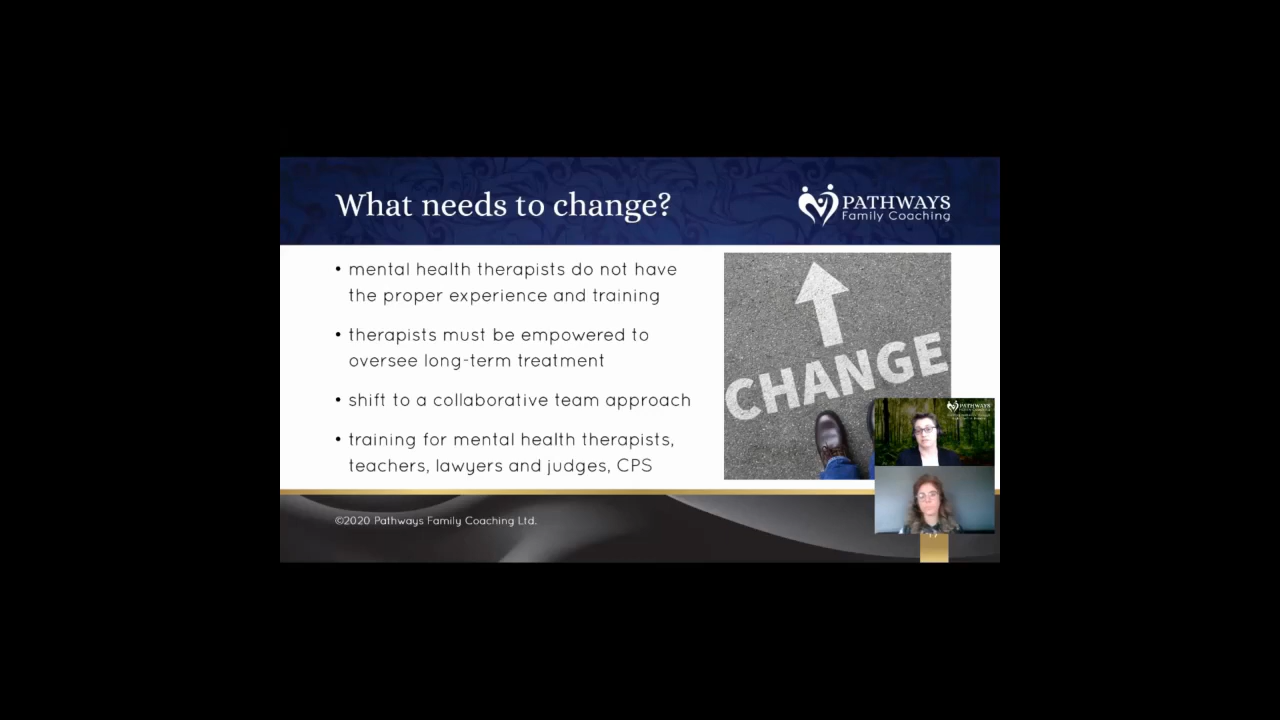 What needs to change?
PATHWAYS
Family Coaching
• mental health therapists do not have
the proper experience and training
• therapists must be empowered to
oversee long-term treatment
• shift to a collaborative team approach
• training for mental health therapists,
teachers, lawyers and judges, CPS
CHANGE
PATHWAYS
©2020 Pathways Family Coaching Ltd.